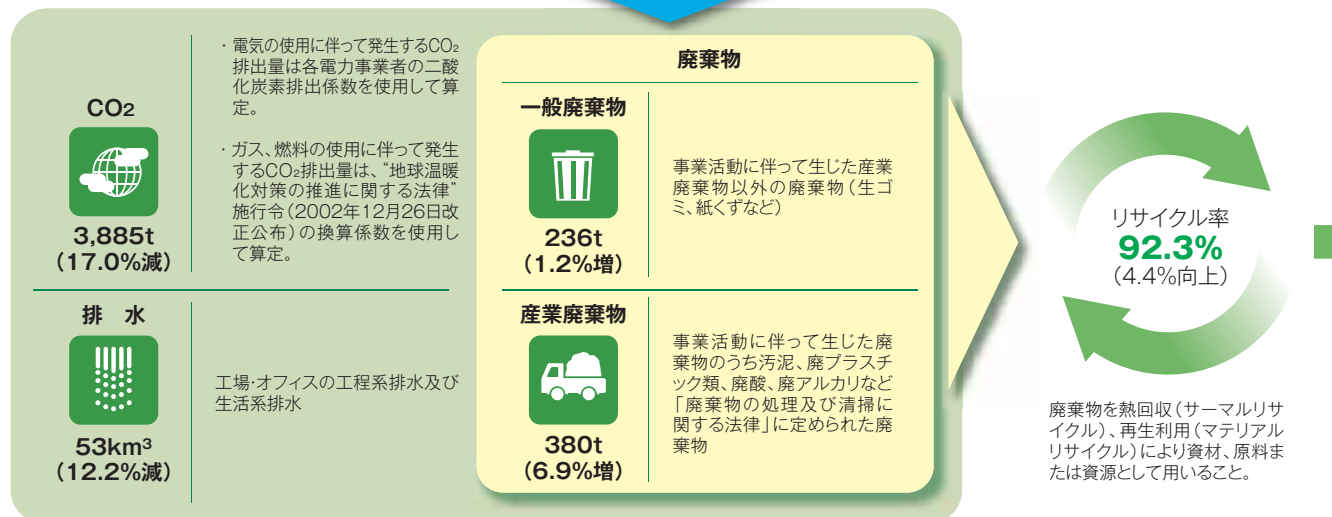 CO₂
3,885t
（17.0%減）
・電気の使用に伴って発生するCO₂
排出量は各電力事業者の二酸
化炭素排出係数を使用して算
定。
・ガス、燃料の使用に伴って発生
するCO₂排出量は、“地球温暖
化対策の推進に関する法律”
施行令（2002年12月26日改
正公布）の換算係数を使用し
て算定。
排　水
53km³
（12.2%減）
工場・オフィスの工程系排水及び
生活系排水
廃棄物
一般廃棄物
236t
（1.2%増）
事業活動に伴って生じた産業
廃棄物以外の廃棄物（生ゴ
ミ、紙くずなど）
産業廃棄物
380t
（6.9%増）
事業活動に伴って生じた廃
棄物のうち汚泥、廃プラスチ
ック類、廃酸、廃アルカリなど
「廃棄物の処理及び清掃に
関する法律」に定められた廃
棄物
リサイクル率
92.3%
（4.4%向上）
廃棄物を熱回収（サーマルリサ
イクル）、再生利用（マテリアル
リサイクル）により資材、原料ま
たは資源として用いること。